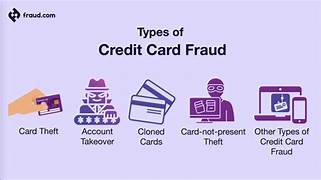 fraud.com
Types of
Credit Card Fraud
Card Theft
Account
Takeover
Cloned
Cards
Card-not-present
Theft
Other Types of
Credit Card
Fraud